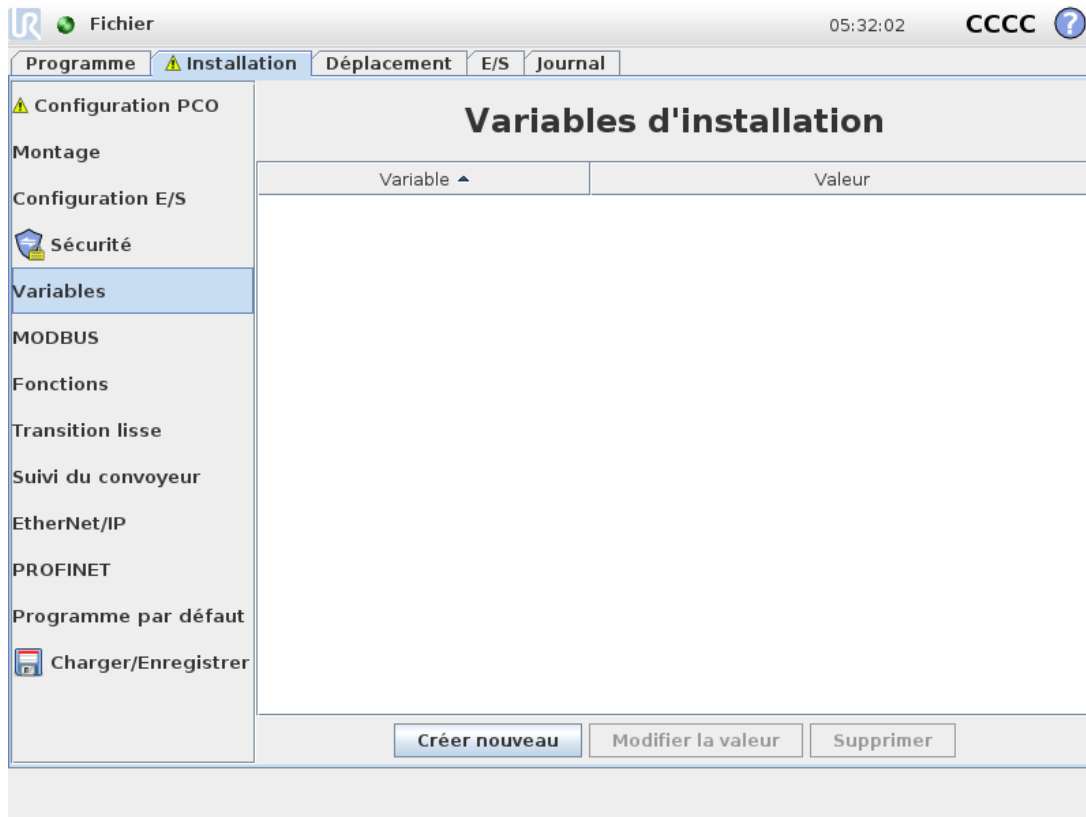 UR Fichier 05:32:02 CCCC ?
Programme Installation Déplacement E/S Journal
Configuration PCO
Montage
Configuration E/S
Sécurité
Variables
MODBUS
Fonctions
Transition lisse
Suivi du convoyeur
EtherNet/IP
PROFINET
Programme par défaut
Charger/Enregistrer
Variables d'installation
Variable Valeur
Créer nouveau Modifier la valeur Supprimer